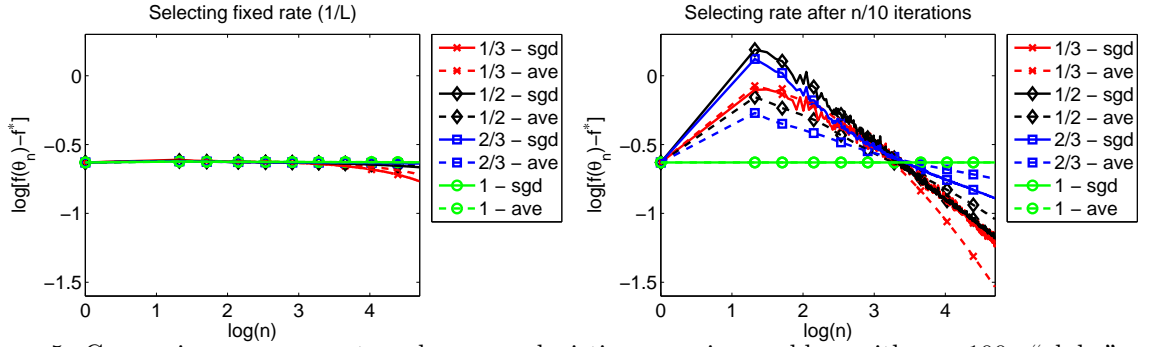 Selecting fixed rate (1/L)
0
−0.5
−1
−1.5
log[f(θn)−f*]
0 1 2 3 4
log(n)
1/3 − sgd
1/3 − ave
1/2 − sgd
1/2 − ave
2/3 − sgd
2/3 − ave
1 − sgd
1 − ave
Selecting rate after n/10 iterations
0
−0.5
−1
−1.5
log[f(θn)−f*]
0 1 2 3 4
log(n)
1/3 − sgd
1/3 − ave
1/2 − sgd
1/2 − ave
2/3 − sgd
2/3 − ave
1 − sgd
1 − ave